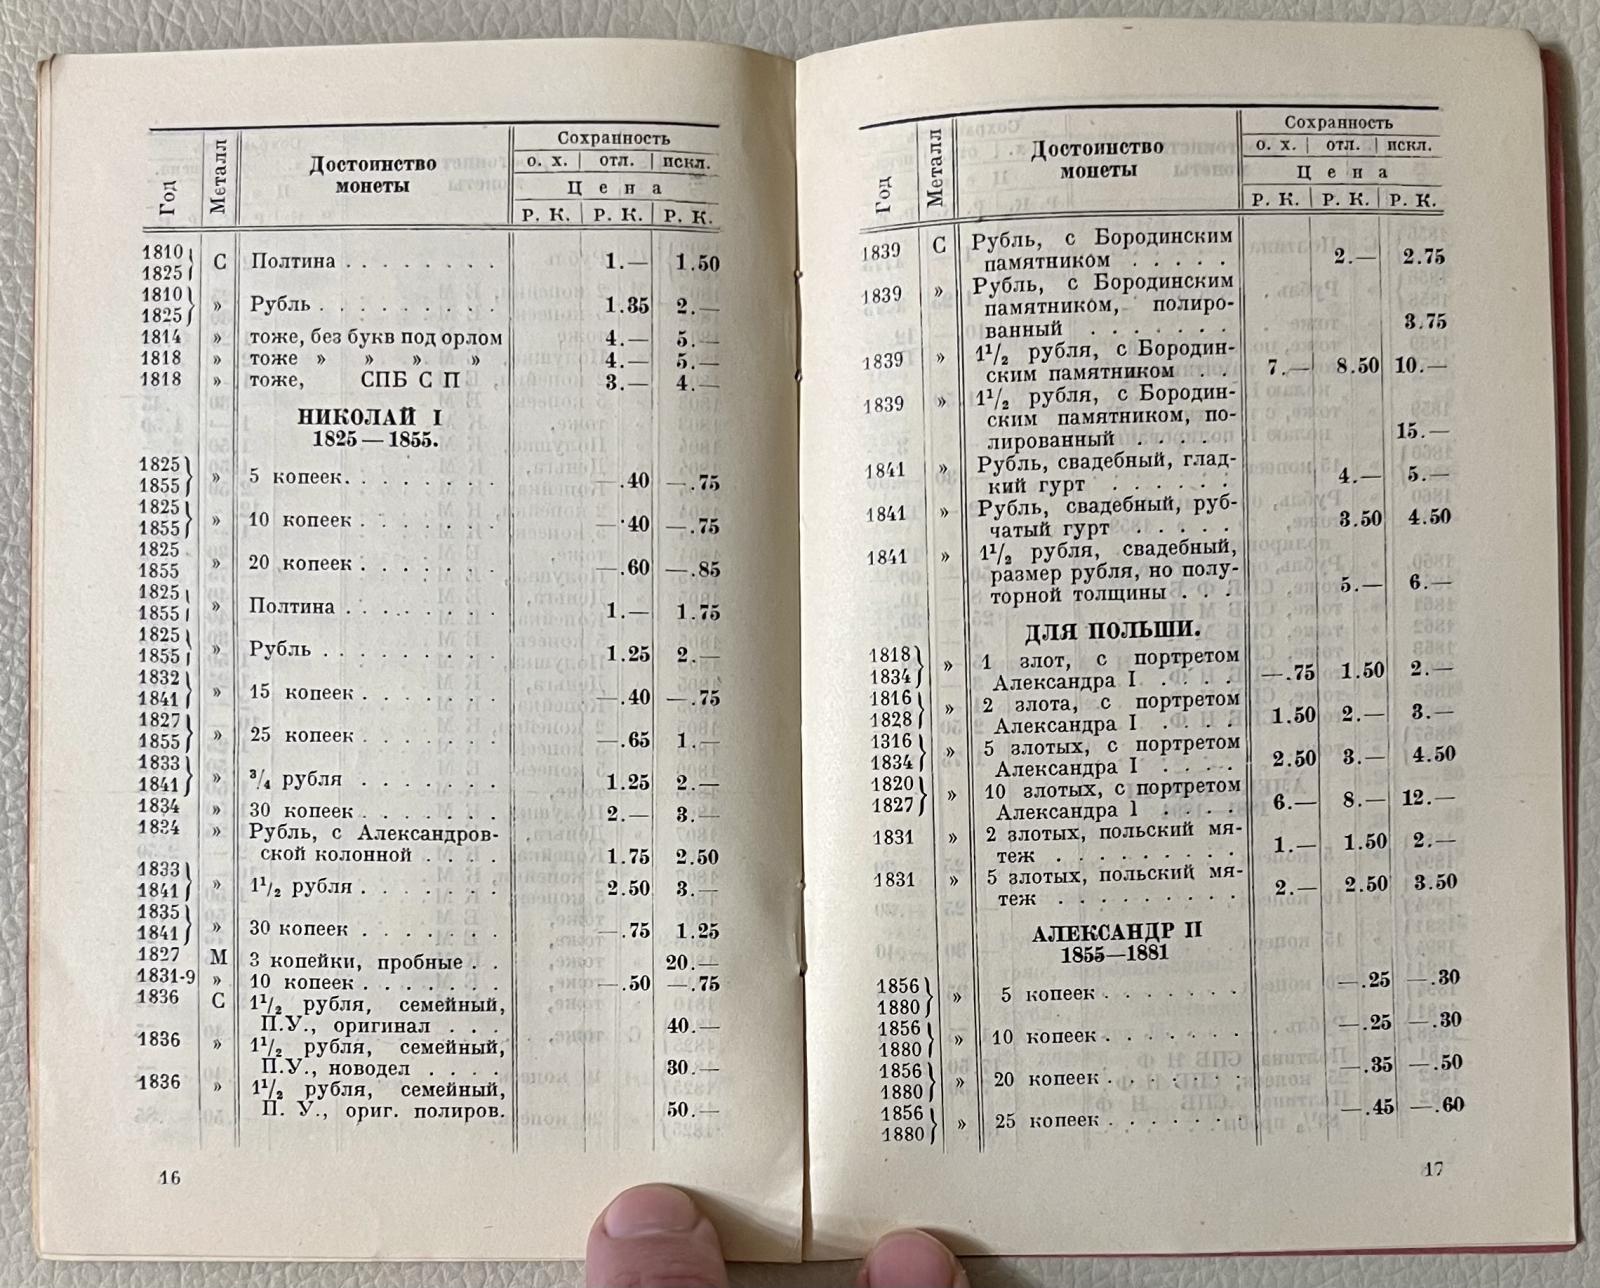 Год Металл Достоинство монеты Сохранность
о. х. | отл. | искл.
Цена
Р. К. | Р. К. | Р. К.
1810} 1825} С Полтина . . . . . . . . 1.— 1.50
1810} 1825} » Рубль . . . . . . . . . 1.35 2.—
1814 » тоже, без букв под орлом 4.— 5.—
1818 » тоже » » » » 4.— 5.—
1818 » тоже, СПБ С П 3.— 4.—
НИКОЛАЙ I
1825—1855.
1825} 1855} » 5 копеек. . . . . . . . —.40 —.75
1825} 1855} » 10 копеек . . . . . . . —.40 —.75
1825 1855 » 20 копеек . . . . . . . —.60 —.85
1825} 1855} » Полтина . . . . . . . . 1.— 1.75
1825} 1855} » Рубль . . . . . . . . . 1.25 2.—
1832} 1841} » 15 копеек . . . . . . . —.40 —.75
1827} 1855} » 25 копеек . . . . . . . —.65 1.—
1833} 1841} » ³/₄ рубля . . . . . . . 1.25 2.—
1834 » 30 копеек . . . . . . . 2.— 3.—
1834 » Рубль, с Александров-
ской колонной . . . . 1.75 2.50
1833} 1841} » 1¹/₂ рубля . . . . . . . 2.50 3.—
1835} 1841} » 30 копеек . . . . . . . —.75 1.25
1827 М 3 копейки, пробные . . 20.—
1831-9 » 10 копеек . . . . . . . —.50 —.75
1836 С 1¹/₂ рубля, семейный,
П.У., оригинал . . . 40.—
1836 » 1¹/₂ рубля, семейный,
П.У., новодел . . . . 30.—
1836 » 1¹/₂ рубля, семейный,
П. У., ориг. полиров. 50.—
16
Год Металл Достоинство монеты Сохранность
о. х. | отл. | искл.
Цена
Р. К. | Р. К. | Р. К.
1839 С Рубль, с Бородинским
памятником . . . . . 2.— 2.75
1839 » Рубль, с Бородинским
памятником, полиро-
ванный . . . . . . . 3.75
1839 » 1¹/₂ рубля, с Бородин-
ским памятником . . . 7.— 8.50 10.—
1839 » 1¹/₂ рубля, с Бородин-
ским памятником, по-
лированный . . . . 15.—
1841 » Рубль, свадебный, глад-
кий гурт . . . . . . 4.— 5.—
1841 » Рубль, свадебный, руб-
чатый гурт . . . . 3.50 4.50
1841 » 1¹/₂ рубля, свадебный,
размер рубля, но полу-
торной толщины . . . 5.— 6.—
ДЛЯ ПОЛЬШИ.
1818} 1834} » 1 злот, с портретом
Александра I . . . . —.75 1.50 2.—
1816} 1828} » 2 злота, с портретом
Александра I . . . . 1.50 2.— 3.—
1316} 1834} » 5 злотых, с портретом
Александра I . . . . 2.50 3.— 4.50
1820} 1827} » 10 злотых, с портретом
Александра 1 . . . . 6.— 8.— 12.—
1831 » 2 злотых, польский мя-
теж . . . . . . . . . 1.— 1.50 2.—
1831 » 5 злотых, польский мя-
теж . . . . . . . . . 2.— 2.50 3.50
АЛЕКСАНДР II
1855—1881
1856} 1880} » 5 копеек . . . . . . . —.25 —.30
1856} 1880} » 10 копеек . . . . . . . —.25 —.30
1856} 1880} » 20 копеек . . . . . . . —.35 —.50
1856} 1880} » 25 копеек . . . . . . —.45 —.60
17